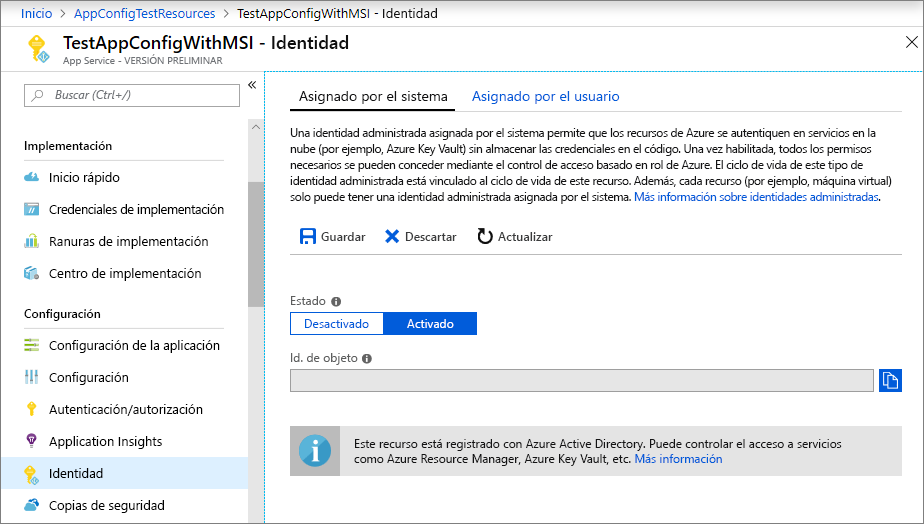 Inicio > AppConfigTestResources > TestAppConfigWithMSI - Identidad
TestAppConfigWithMSI - Identidad
App Service - VERSIÓN PRELIMINAR
Buscar (Ctrl+/)
Implementación
Inicio rápido
Credenciales de implementación
Ranuras de implementación
Centro de implementación
Configuración
Configuración de la aplicación
Configuración
Autenticación/autorización
Application Insights
Identidad
Copias de seguridad
Asignado por el sistema Asignado por el usuario
Una identidad administrada asignada por el sistema permite que los recursos de Azure se autentiquen en servicios en la
nube (por ejemplo, Azure Key Vault) sin almacenar las credenciales en el código. Una vez habilitada, todos los permisos
necesarios se pueden conceder mediante el control de acceso basado en rol de Azure. El ciclo de vida de este tipo de
identidad administrada está vinculado al ciclo de vida de este recurso. Además, cada recurso (por ejemplo, máquina virtual)
solo puede tener una identidad administrada asignada por el sistema. Más información sobre identidades administradas.
Guardar Descartar Actualizar
Estado
Desactivado Activado
Id. de objeto
Este recurso está registrado con Azure Active Directory. Puede controlar el acceso a servicios
como Azure Resource Manager, Azure Key Vault, etc. Más información